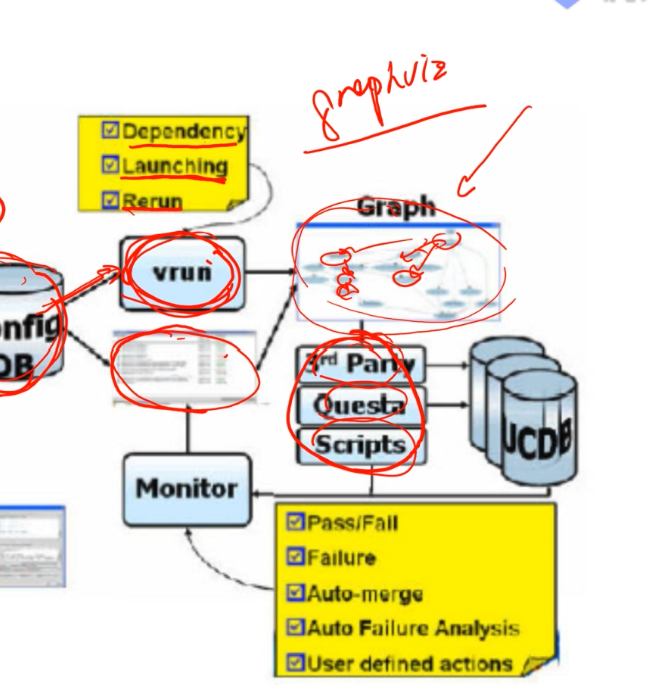 graphviz
Dependency
Launching
Rerun
Graph
vrun
onfig
DB
3rd Party
Questa
Scripts
UCDB
Monitor
Pass/Fail
Failure
Auto-merge
Auto Failure Analysis
User defined actions